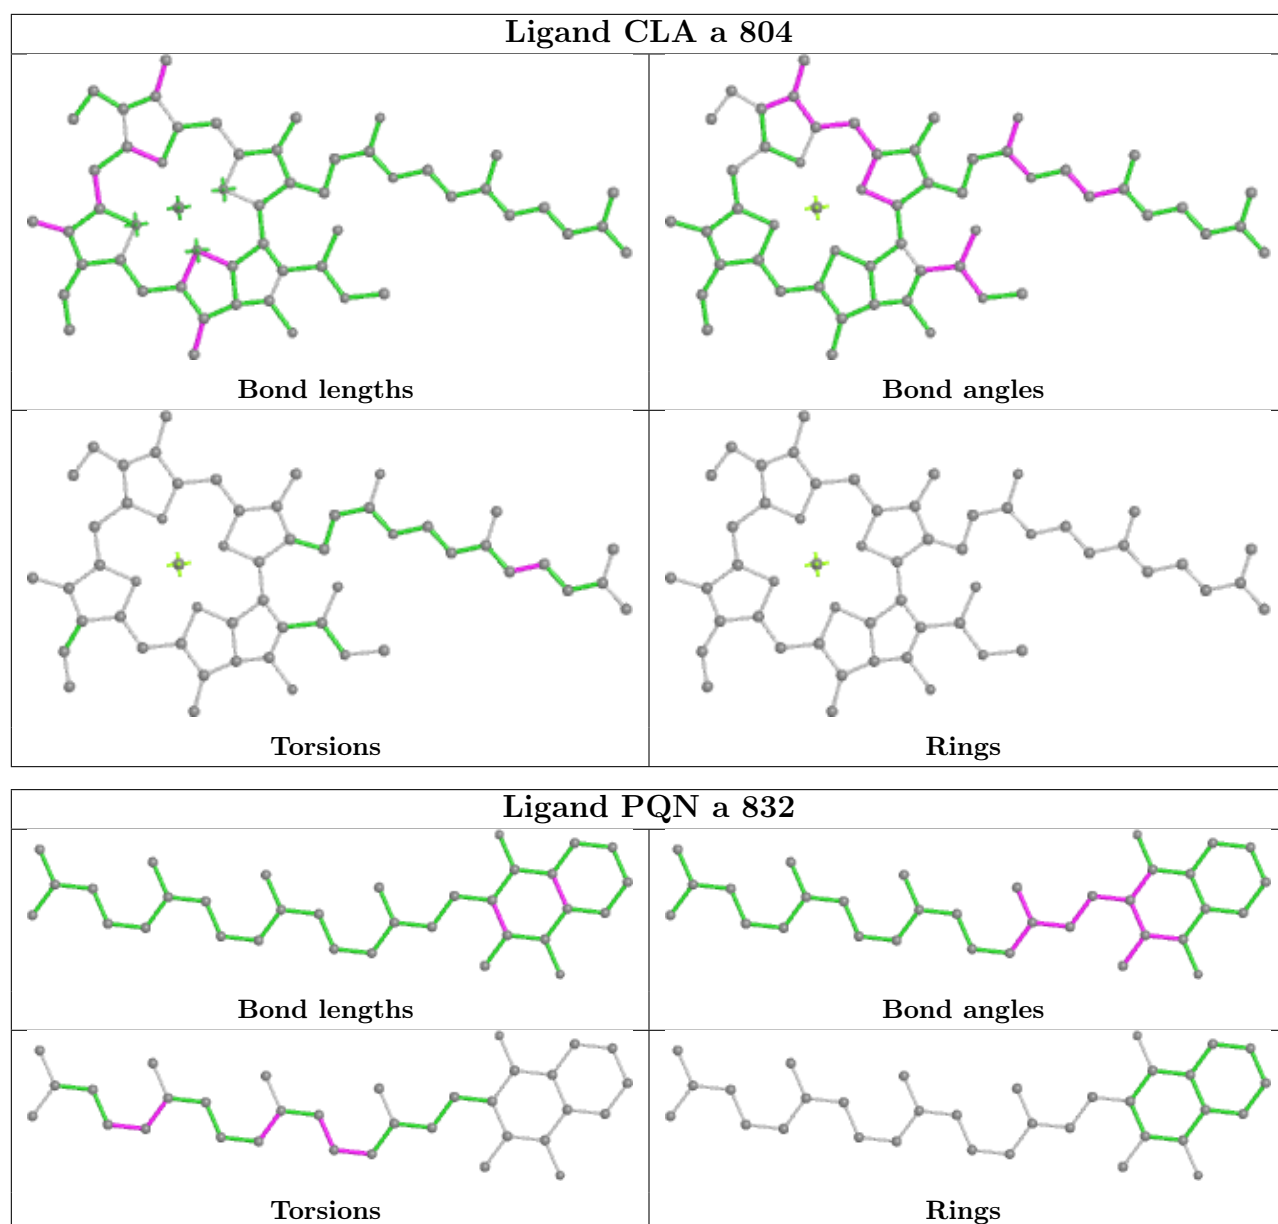 Ligand CLA a 804
Bond lengths
Bond angles
Torsions
Rings
Ligand PQN a 832
Bond lengths
Bond angles
Torsions
Rings